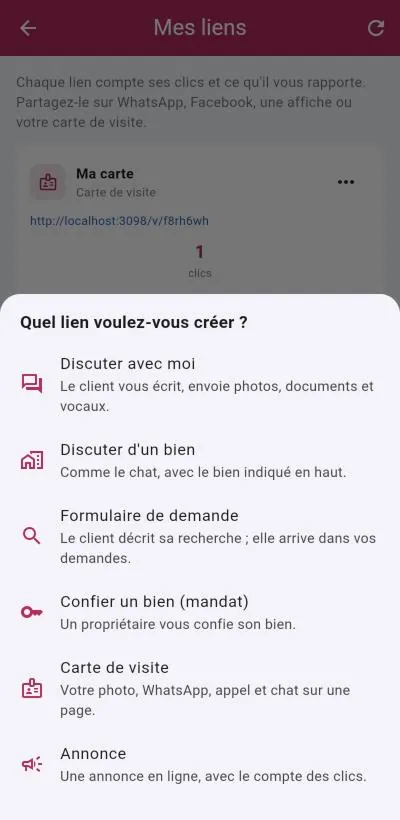 Mes liens
Chaque lien compte ses clics et ce qu'il vous rapporte.
Partagez-le sur WhatsApp, Facebook, une affiche ou
votre carte de visite.
Ma carte
Carte de visite
http://localhost:3098/v/f8rh6wh
1
clics
Quel lien voulez-vous créer ?
Discuter avec moi
Le client vous écrit, envoie photos, documents et
vocaux.
Discuter d'un bien
Comme le chat, avec le bien indiqué en haut.
Formulaire de demande
Le client décrit sa recherche ; elle arrive dans vos
demandes.
Confier un bien (mandat)
Un propriétaire vous confie son bien.
Carte de visite
Votre photo, WhatsApp, appel et chat sur une
page.
Annonce
Une annonce en ligne, avec le compte des clics.